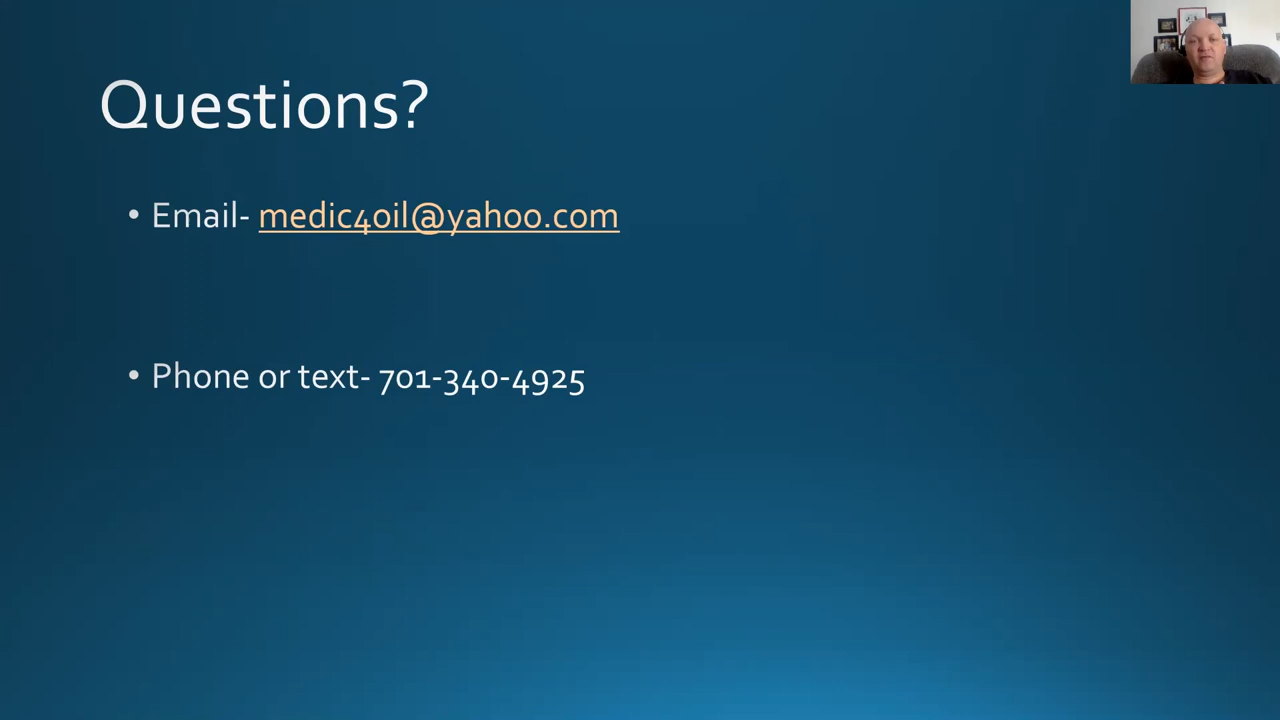 Questions?
• Email- medic4oil@yahoo.com
• Phone or text- 701-340-4925